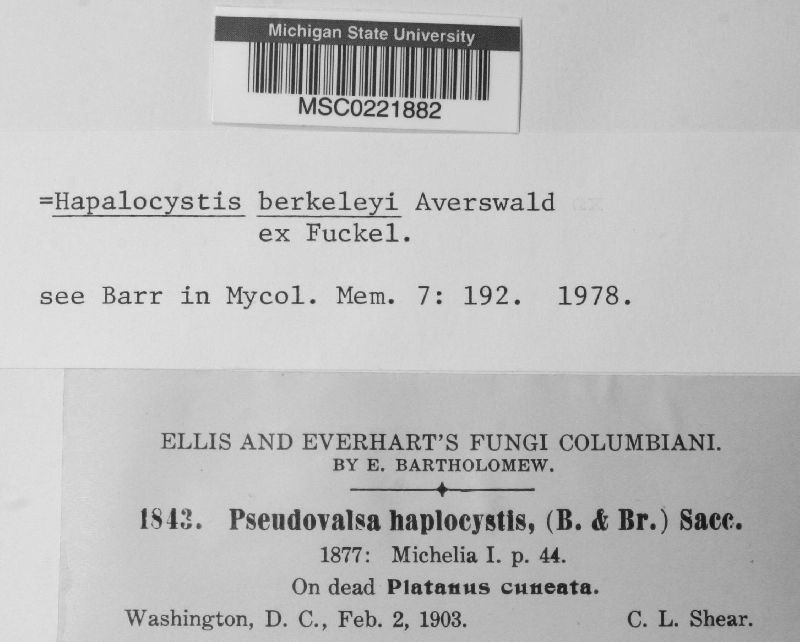 Michigan State University
MSC0221882
=Hapalocystis berkeleyi Averswald
ex Fuckel.
see Barr in Mycol. Mem. 7: 192. 1978.
ELLIS AND EVERHART'S FUNGI COLUMBIANI.
BY E. BARTHOLOMEW.
1843. Pseudovalsa haplocystis, (B. & Br.) Sacc.
1877: Michelia I. p. 44.
On dead Platanus cuneata.
Washington, D. C., Feb. 2, 1903. C. L. Shear.